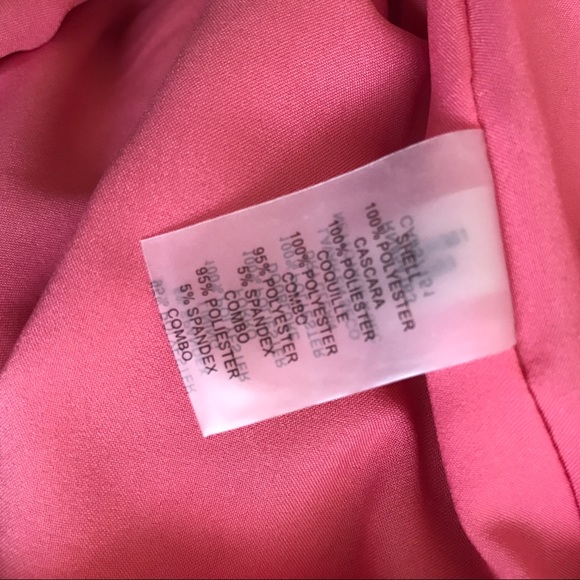 SHELL
100% POLYESTER
CASCARA
100% POLIESTER
COQUILLE
100% POLYESTER
COMBO
95% POLYESTER
5% SPANDEX
COMBO
95% POLIESTER
5% SPANDEX
COMBO